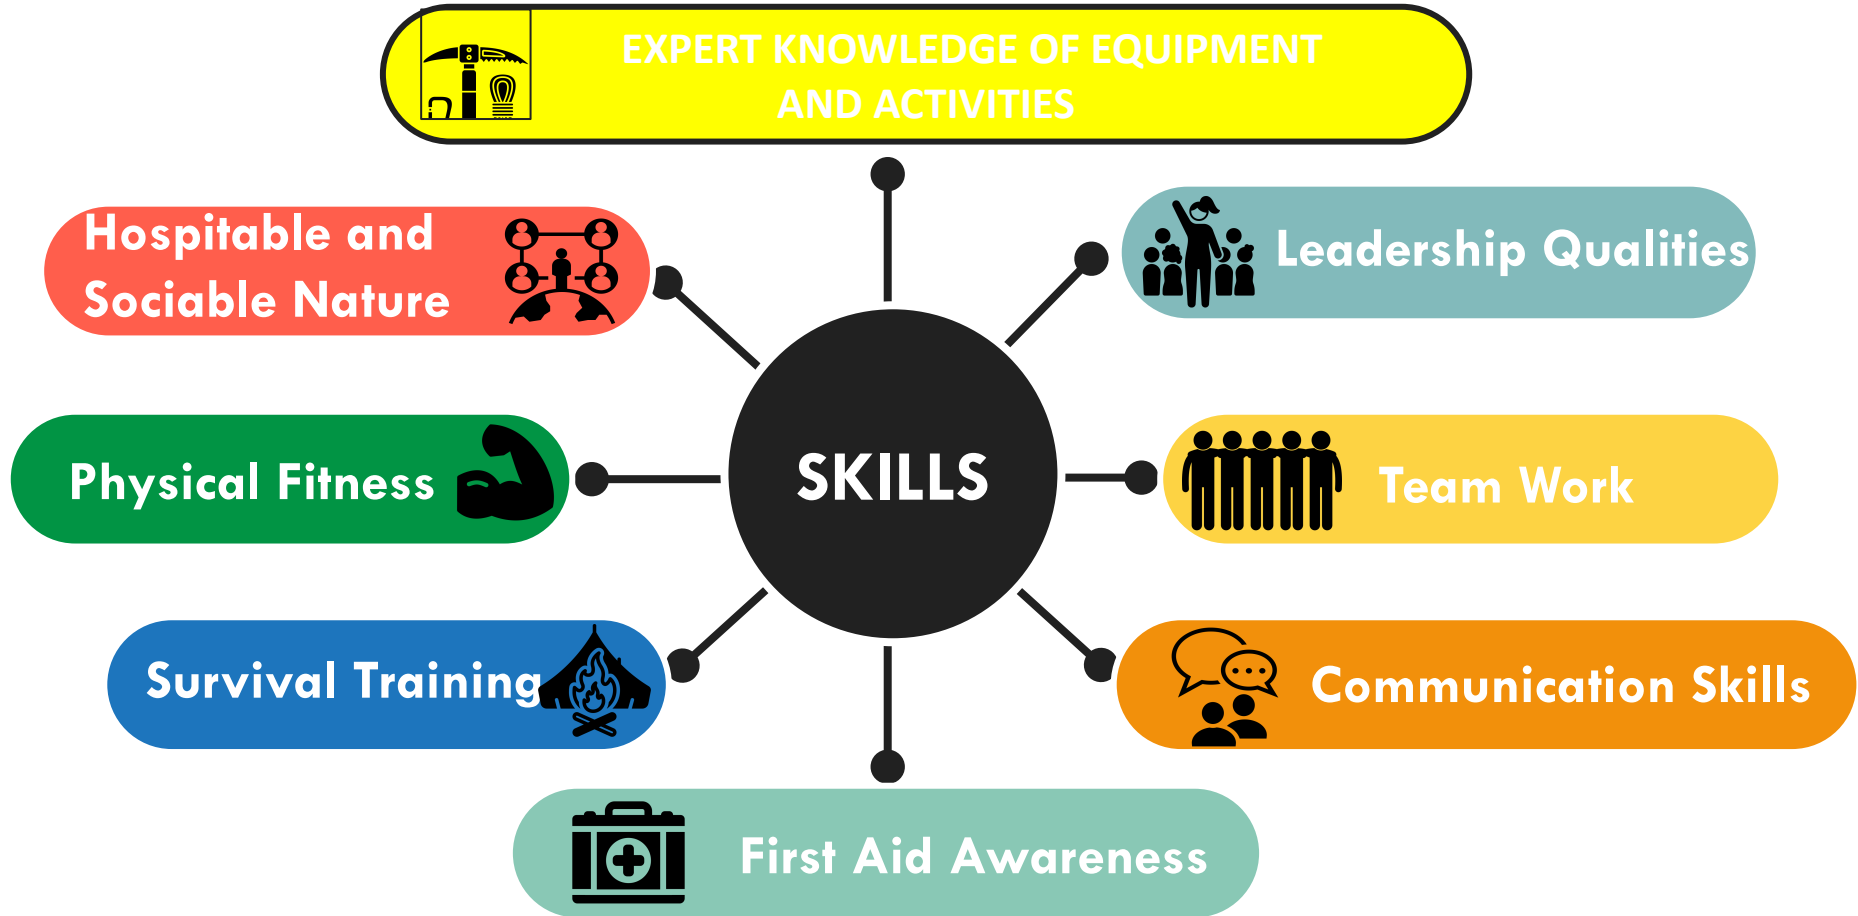 EXPERT KNOWLEDGE OF EQUIPMENT
AND ACTIVITIES
Hospitable and
Sociable Nature
Leadership Qualities
Physical Fitness
SKILLS
Team Work
Survival Training
Communication Skills
First Aid Awareness